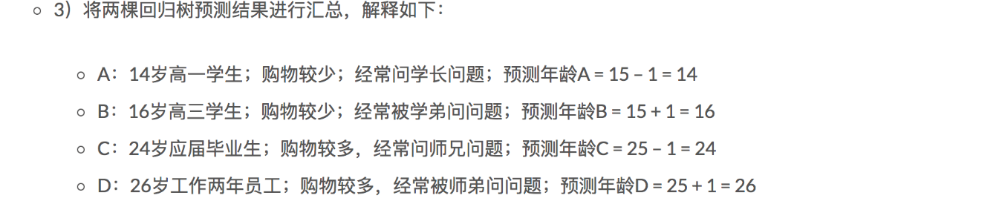 3）将两棵回归树预测结果进行汇总，解释如下：
A：14岁高一学生；购物较少；经常问学长问题；预测年龄A = 15 – 1 = 14
B：16岁高三学生；购物较少；经常被学弟问问题；预测年龄B = 15 + 1 = 16
C：24岁应届毕业生；购物较多，经常问师兄问题；预测年龄C = 25 – 1 = 24
D：26岁工作两年员工；购物较多，经常被师弟问问题；预测年龄D = 25 + 1 = 26